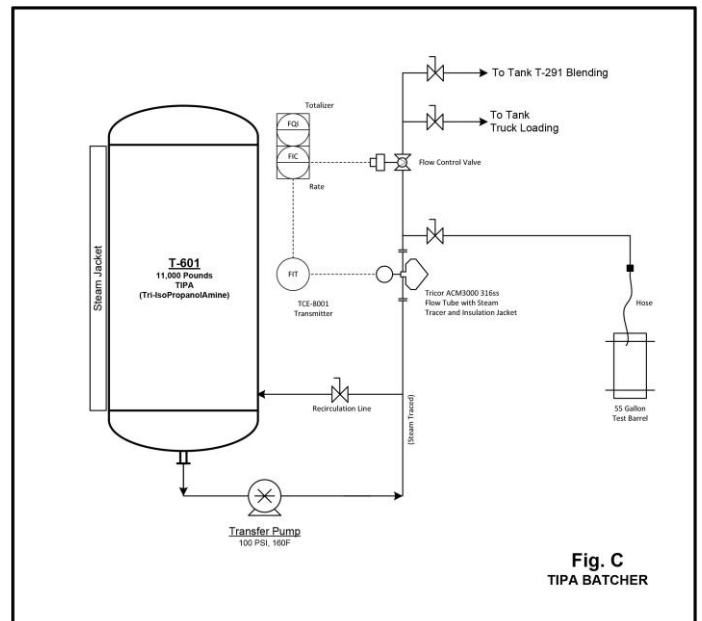 To Tank T-291 Blending
Totalizer
FQI
To Tank
Truck Loading
FIC
Flow Control Valve
Rate
Steam Jacket
T-601
11,000 Pounds
TIPA
(Tri-IsoPropanolAmine)
FIT
TCE-8001
Transmitter
Tricor ACM3000 316ss
Flow Tube with Steam
Tracer and Insulation Jacket
Hose
Recirculation Line
(Steam Traced)
55 Gallon
Test Barrel
Transfer Pump
100 PSI, 160F
Fig. C
TIPA BATCHER